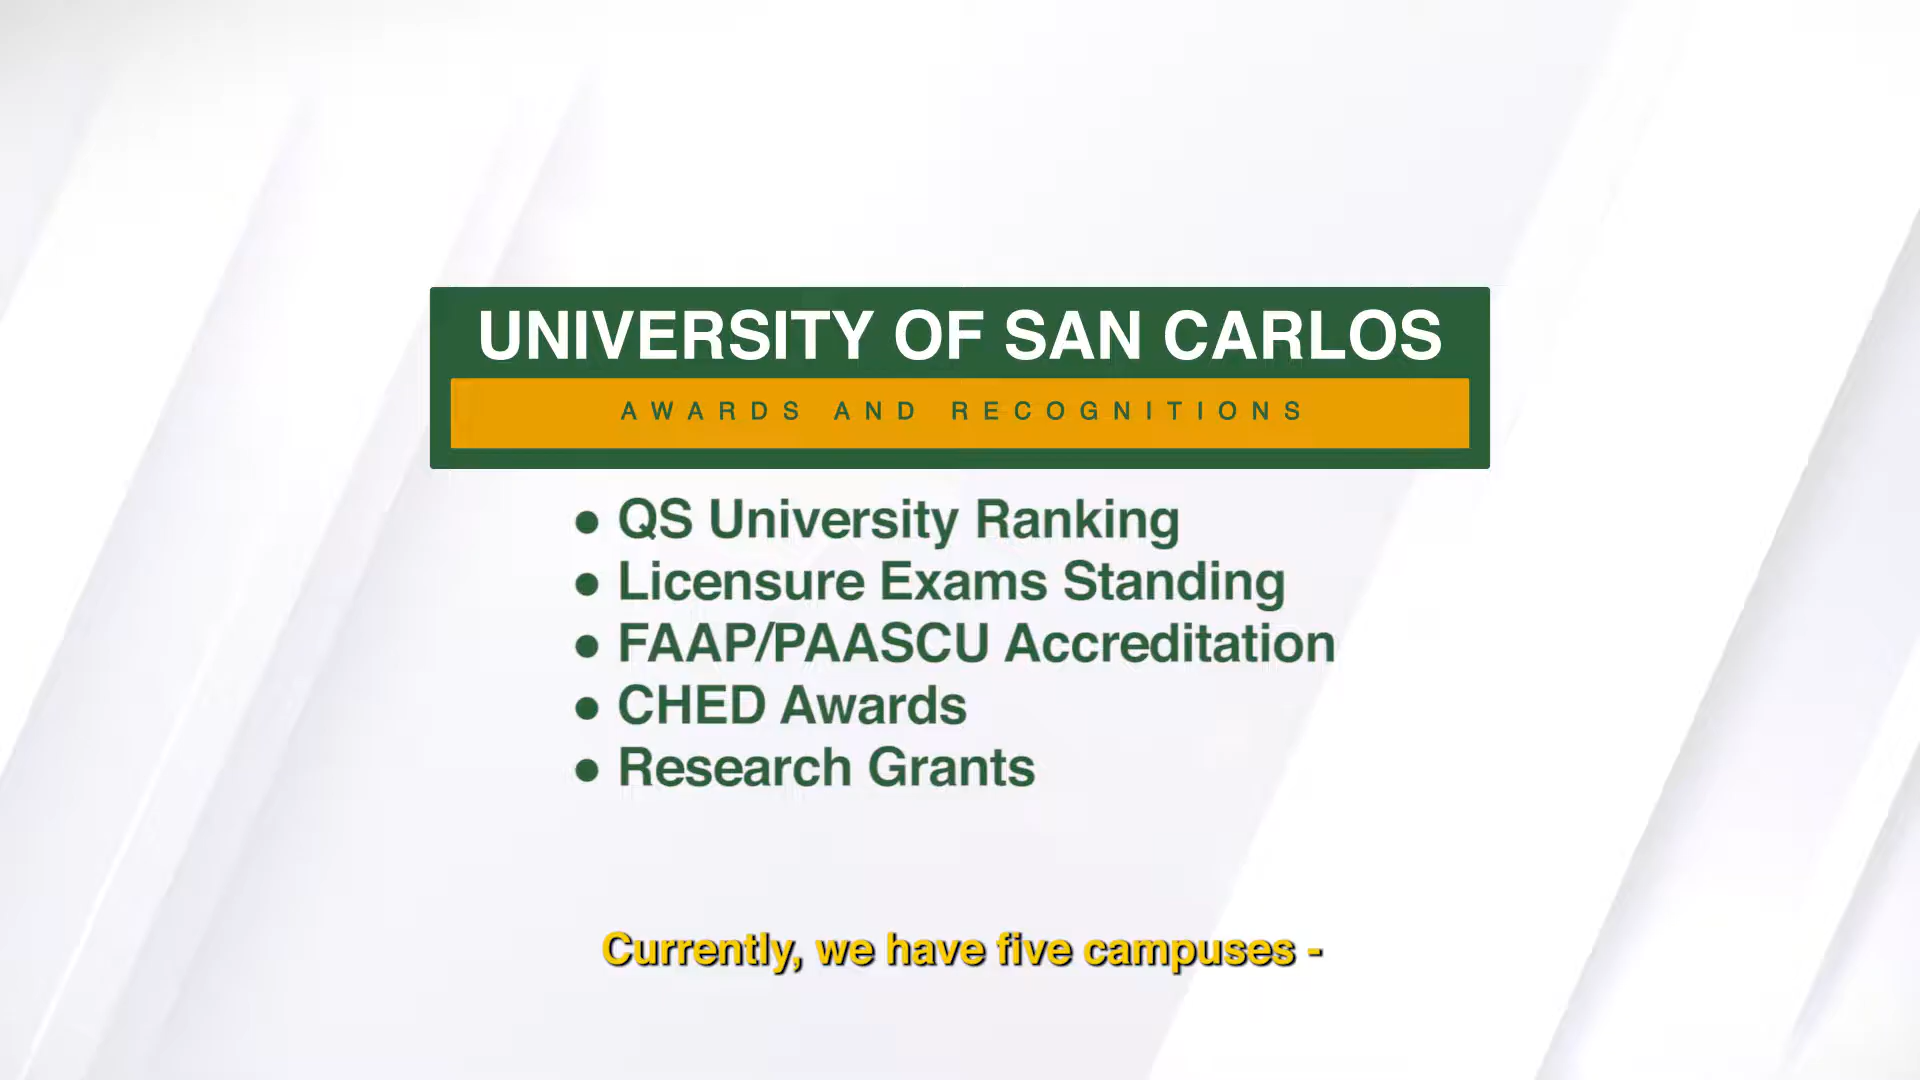 UNIVERSITY OF SAN CARLOS
AWARDS AND RECOGNITIONS
● QS University Ranking
● Licensure Exams Standing
● FAAP/PAASCU Accreditation
● CHED Awards
● Research Grants
Currently, we have five campuses -